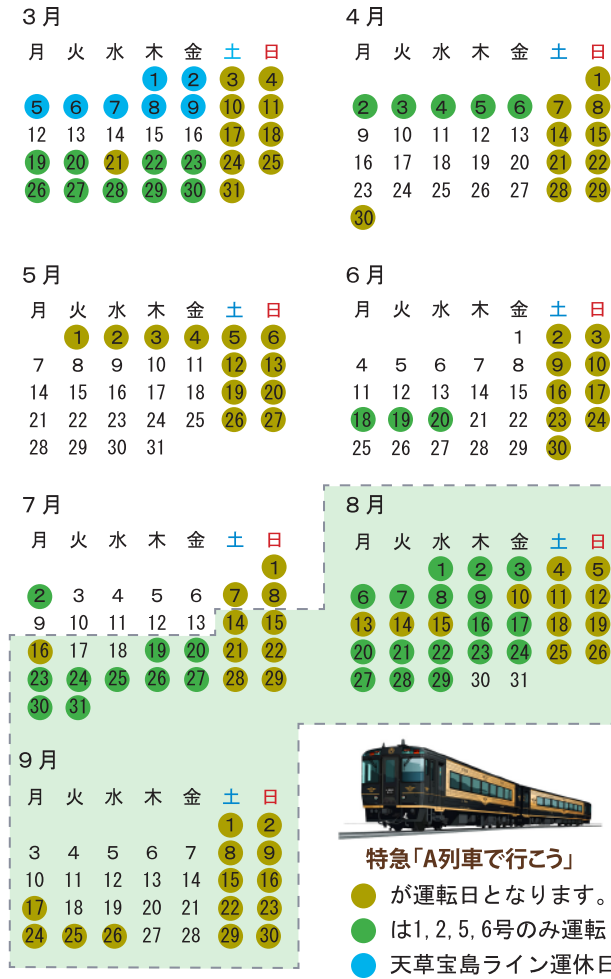 3月
月 火 水 木 金 土 日
1 2 3 4
5 6 7 8 9 10 11
12 13 14 15 16 17 18
19 20 21 22 23 24 25
26 27 28 29 30 31
4月
月 火 水 木 金 土 日
1
2 3 4 5 6 7 8
9 10 11 12 13 14 15
16 17 18 19 20 21 22
23 24 25 26 27 28 29
30
5月
月 火 水 木 金 土 日
1 2 3 4 5 6
7 8 9 10 11 12 13
14 15 16 17 18 19 20
21 22 23 24 25 26 27
28 29 30 31
6月
月 火 水 木 金 土 日
1 2 3
4 5 6 7 8 9 10
11 12 13 14 15 16 17
18 19 20 21 22 23 24
25 26 27 28 29 30
7月
月 火 水 木 金 土 日
1
2 3 4 5 6 7 8
9 10 11 12 13 14 15
16 17 18 19 20 21 22
23 24 25 26 27 28 29
30 31
8月
月 火 水 木 金 土 日
1 2 3 4 5
6 7 8 9 10 11 12
13 14 15 16 17 18 19
20 21 22 23 24 25 26
27 28 29 30 31
9月
月 火 水 木 金 土 日
1 2
3 4 5 6 7 8 9
10 11 12 13 14 15 16
17 18 19 20 21 22 23
24 25 26 27 28 29 30
特急「A列車で行こう」
が運転日となります。
は1,2,5,6号のみ運転
天草宝島ライン運休日